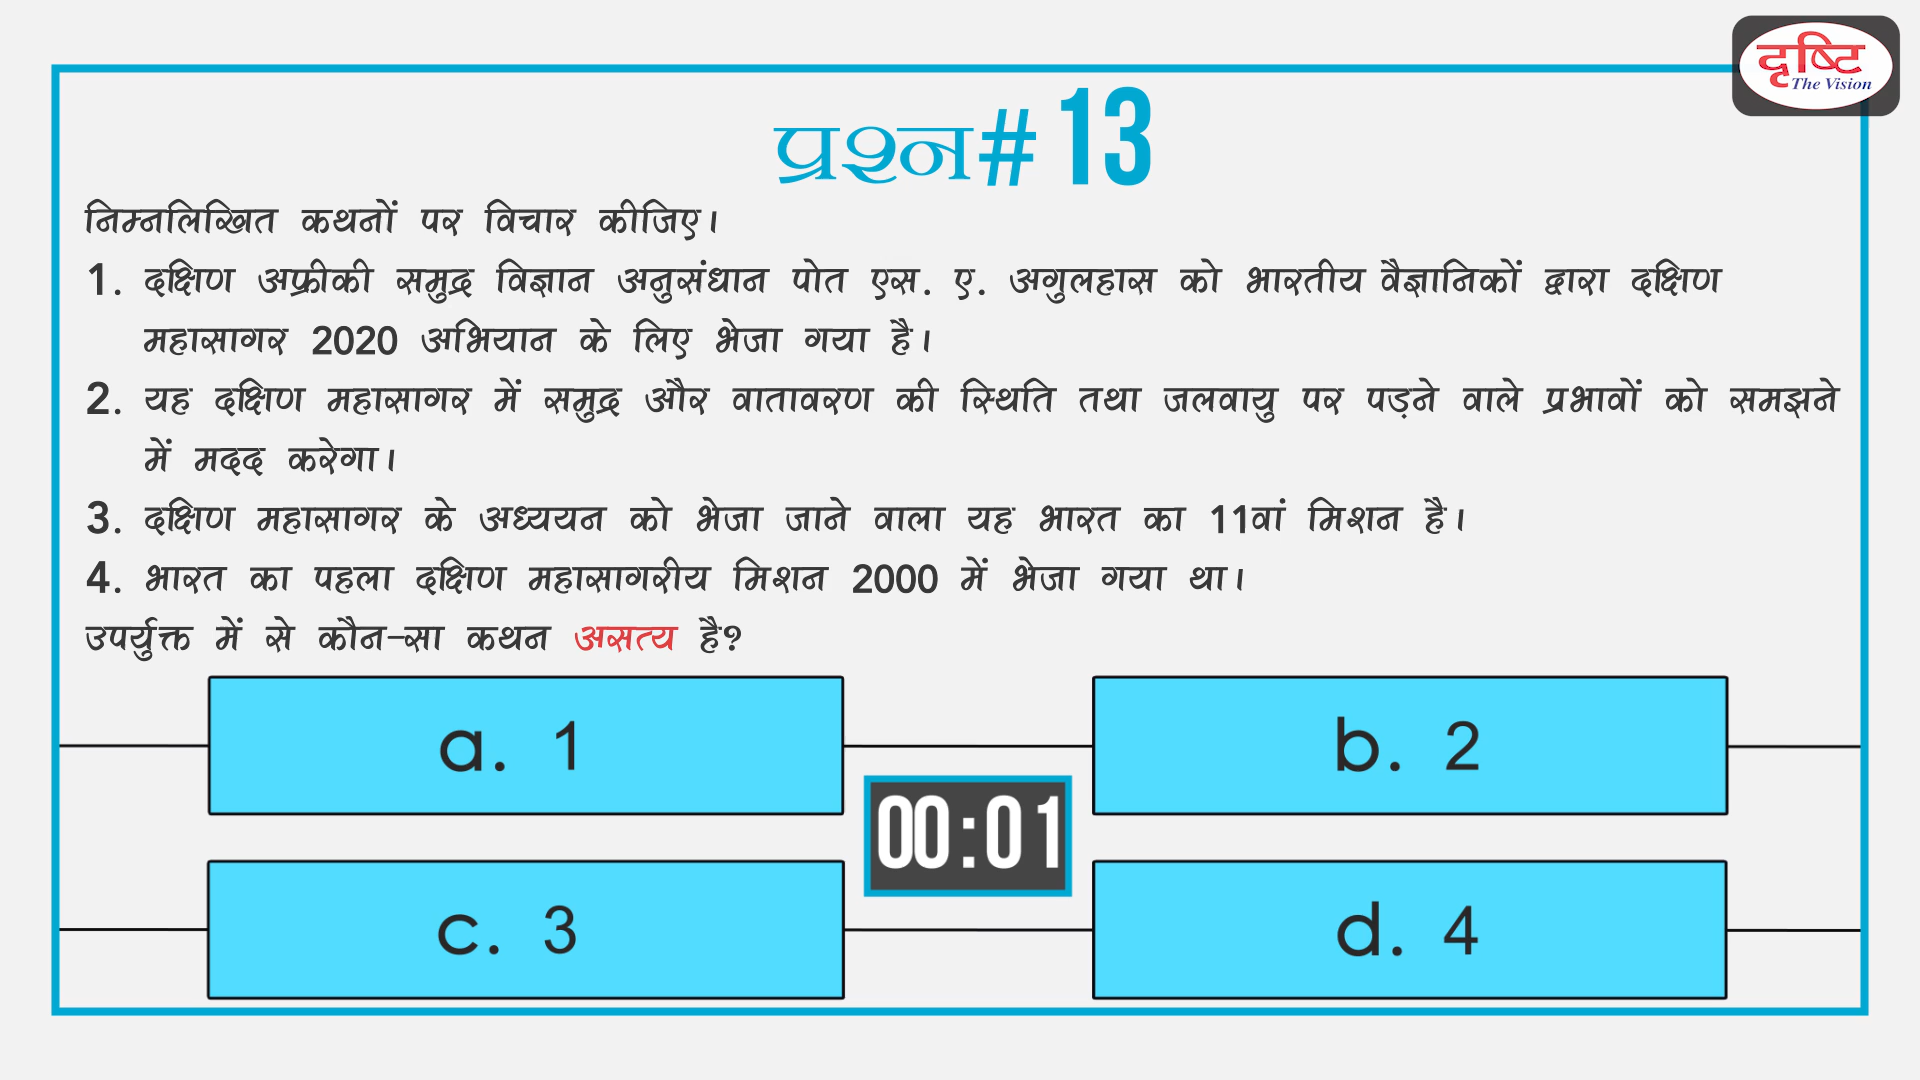 दृष्टि
The Vision
प्रश्न# 13
निम्नलिखित कथनों पर विचार कीजिए।
1. दक्षिण अफ्रीकी समुद्र विज्ञान अनुसंधान पोत एस. ए. अगुलहास को भारतीय वैज्ञानिकों द्वारा दक्षिण
महासागर 2020 अभियान के लिए भेजा गया है।
2. यह दक्षिण महासागर में समुद्र और वातावरण की स्थिति तथा जलवायु पर पड़ने वाले प्रभावों को समझने
में मदद करेगा।
3. दक्षिण महासागर के अध्ययन को भेजा जाने वाला यह भारत का 11वां मिशन है।
4. भारत का पहला दक्षिण महासागरीय मिशन 2000 में भेजा गया था।
उपर्युक्त में से कौन-सा कथन असत्य है?
a. 1
b. 2
00:01
c. 3
d. 4